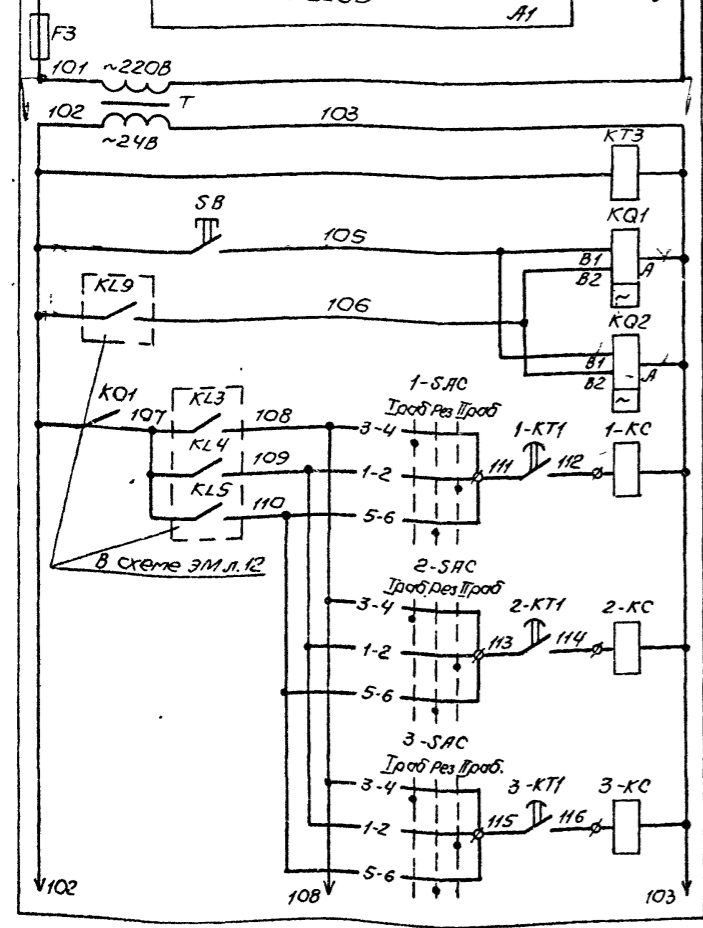 A1
F3
101 ~220В
T
102 103
~24В
KT3
SB
KQ1
105
B1
B2 A
~
KL9
106
KQ2
B1
B2 A
~
1-SAC
KQ1 KL3
Iраб Рез IIраб
107 108 3-4
1-KT1 1-KC
KL4
109 1-2 111 112
KL5
110 5-6
В схеме ЭМ л.12
2-SAC
Iраб Рез IIраб
3-4 2-KT1 2-KC
1-2 113 114
5-6
3-SAC
Iраб Рез IIраб.
3-4 3-KT1 3-KC
1-2 115 116
5-6
102 108 103